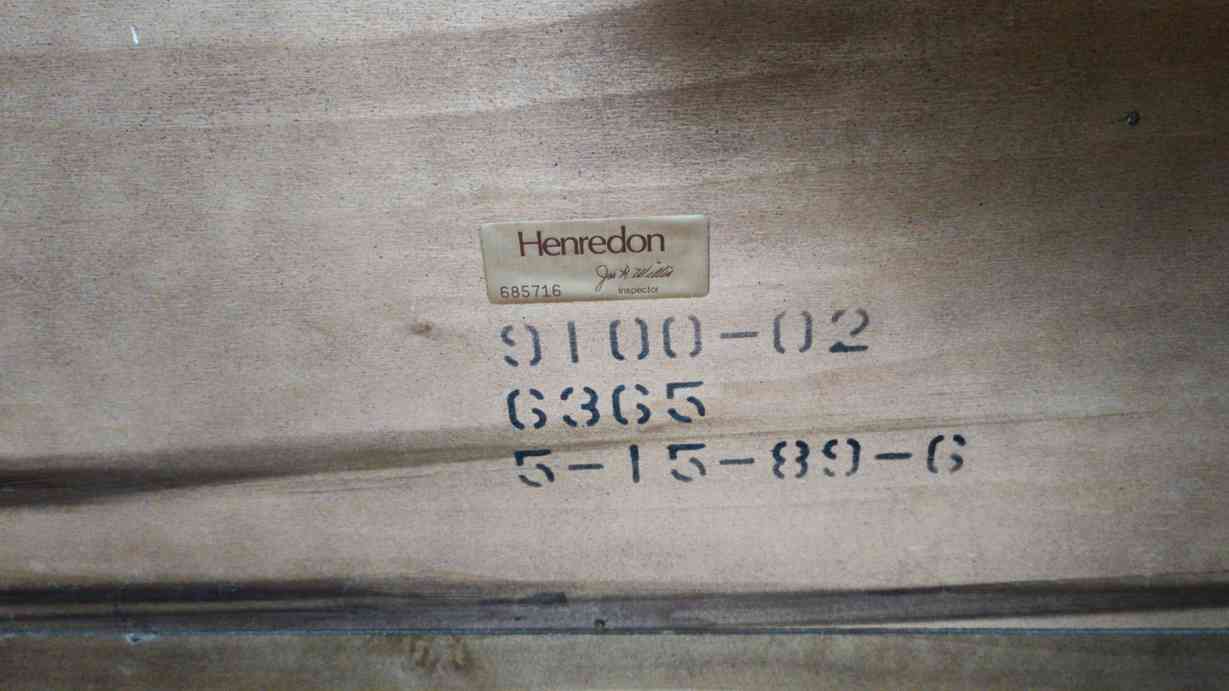 Henredon
685716
Inspector
9100-02
6365
5-15-89-6